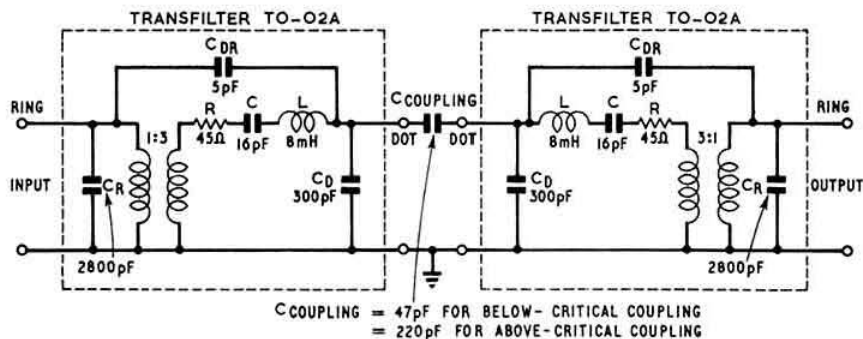 TRANSFILTER TO-02A
TRANSFILTER TO-02A
CDR
5pF
CDR
5pF
RING
1:3
R
45Ω
C
16pF
L
8mH
CCOUPLING
DOT
DOT
L
8mH
C
16pF
R
45Ω
3:1
RING
INPUT
CR
CD
300pF
CD
300pF
CR
OUTPUT
2800pF
2800pF
CCOUPLING = 47pF FOR BELOW-CRITICAL COUPLING
= 220pF FOR ABOVE-CRITICAL COUPLING